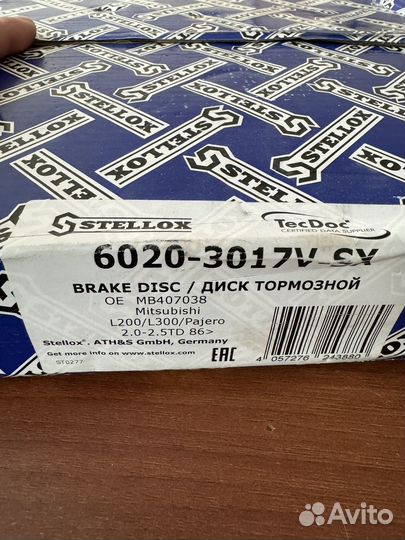 STELLOX
TecDoc
CERTIFIED DATA SUPPLIER
6020-3017V-SX
BRAKE DISC / ДИСК ТОРМОЗНОЙ
OE MB407038
Mitsubishi
L200/L300/Pajero
2.0-2.5TD 86>
Stellox®. ATH&S GmbH, Germany
Get more info on www.stellox.com
ST0277
EAC
4 057276 243880
Avito